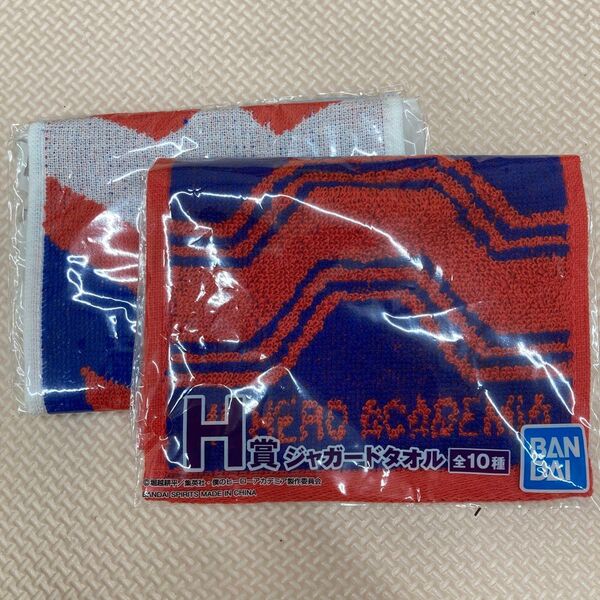 HERO ACADEMIA
H賞 ジャガードタオル 全10種
BAN
DAI
©堀越耕平/集英社・僕のヒーローアカデミア製作委員会
BANDAI SPIRITS MADE IN CHINA